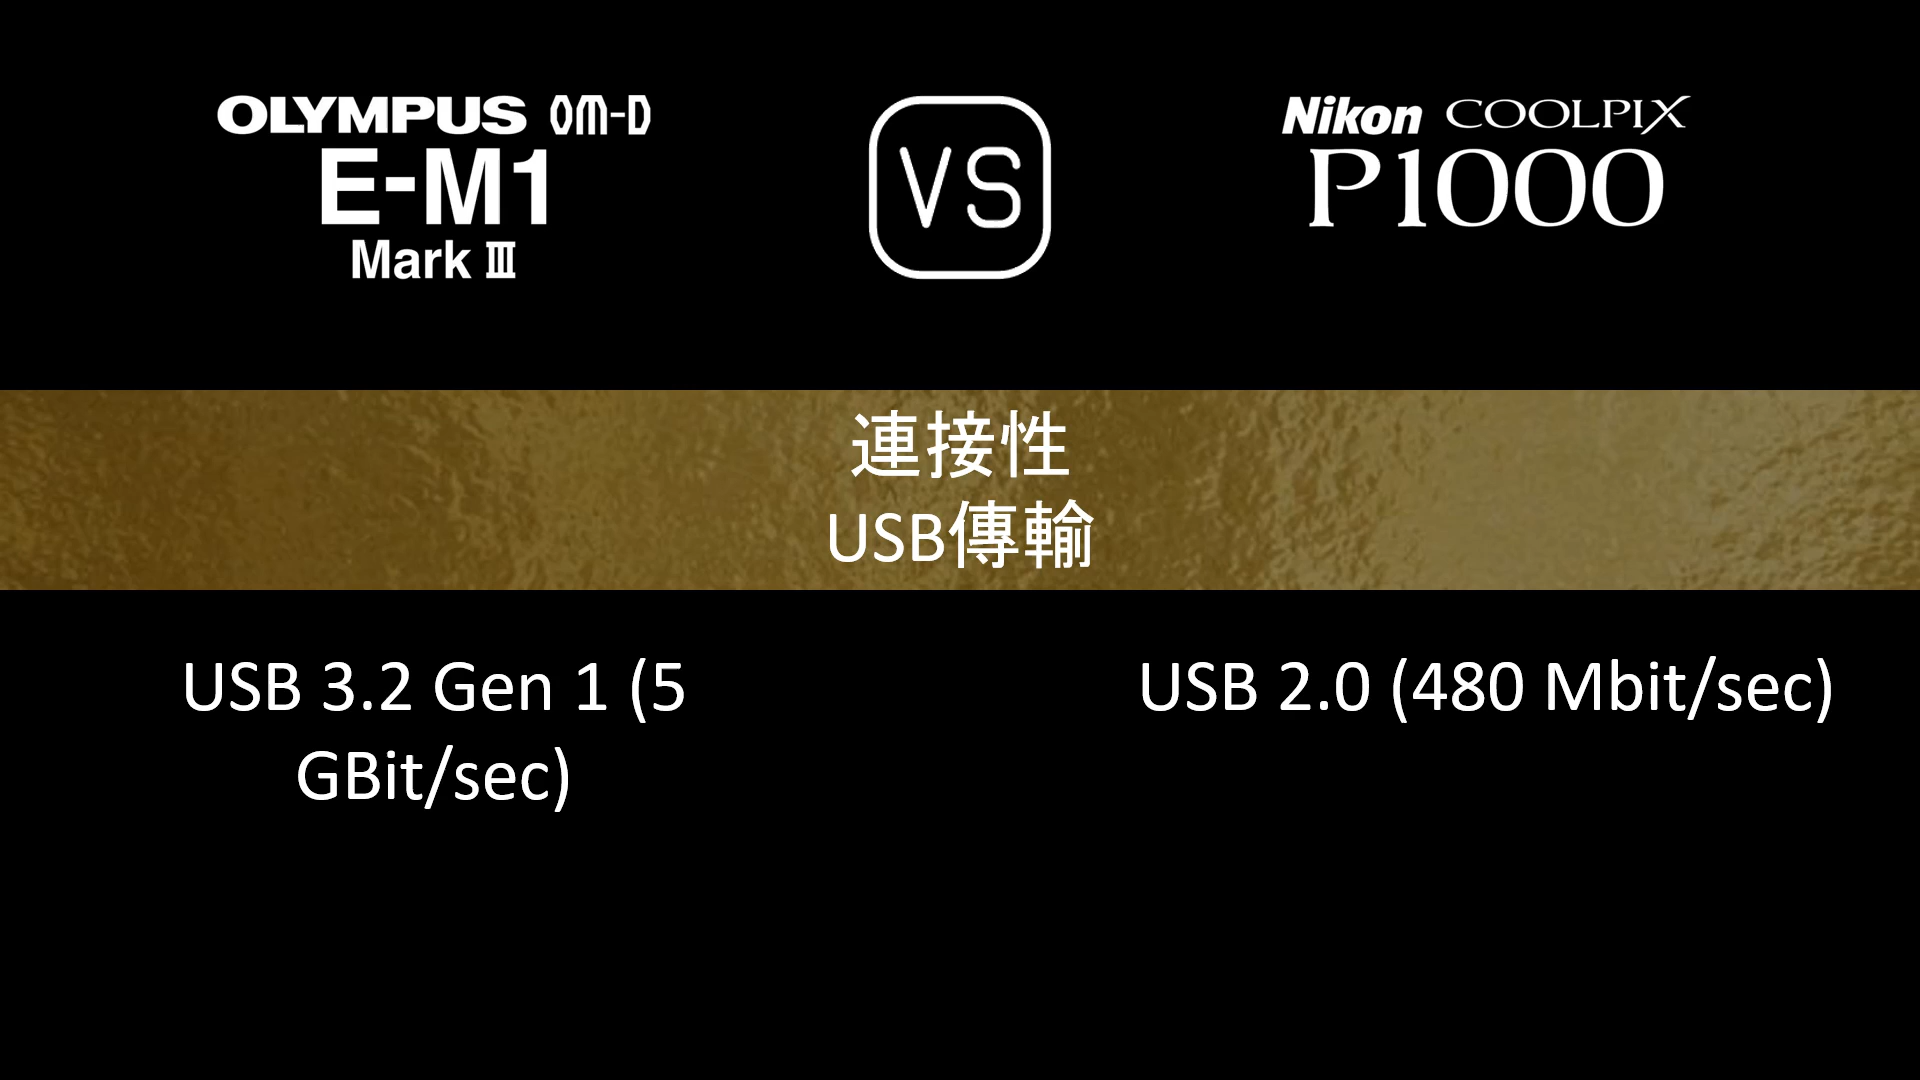 OLYMPUS OM-D
E-M1
Mark III
VS
Nikon COOLPIX
P1000
連接性
USB傳輸
USB 3.2 Gen 1 (5
GBit/sec)
USB 2.0 (480 Mbit/sec)